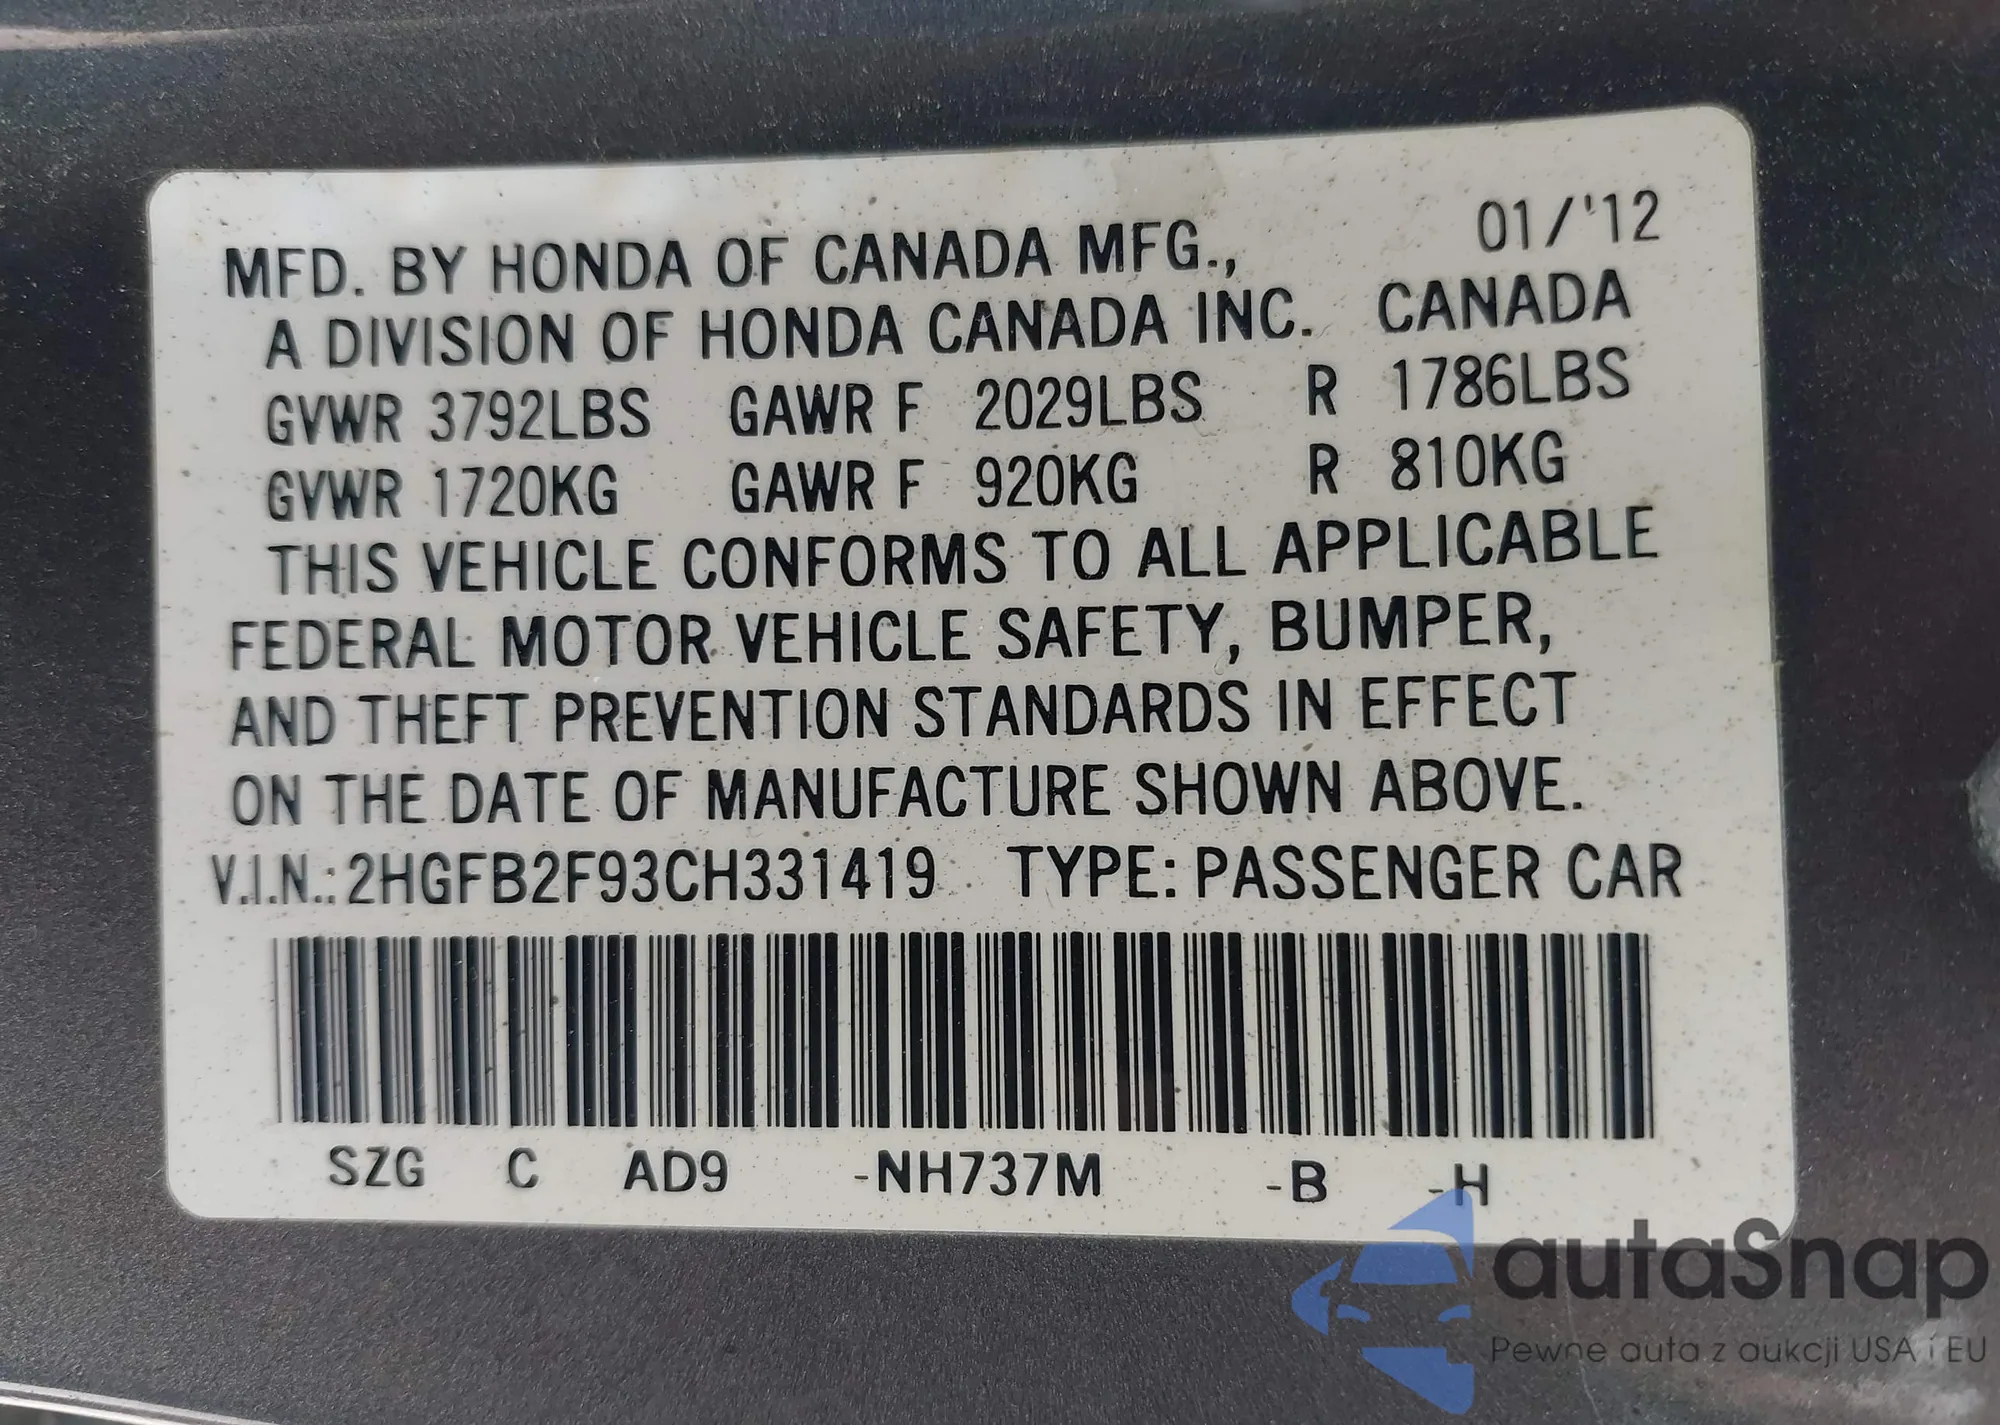 01/'12
MFD. BY HONDA OF CANADA MFG.,
A DIVISION OF HONDA CANADA INC. CANADA
GVWR 3792LBS GAWR F 2029LBS R 1786LBS
GVWR 1720KG GAWR F 920KG R 810KG
THIS VEHICLE CONFORMS TO ALL APPLICABLE
FEDERAL MOTOR VEHICLE SAFETY, BUMPER,
AND THEFT PREVENTION STANDARDS IN EFFECT
ON THE DATE OF MANUFACTURE SHOWN ABOVE.
V.I.N.:2HGFB2F93CH331419 TYPE: PASSENGER CAR
SZG C AD9 -NH737M -B -H
autaSnap
Pewne auta z aukcji USA i EU